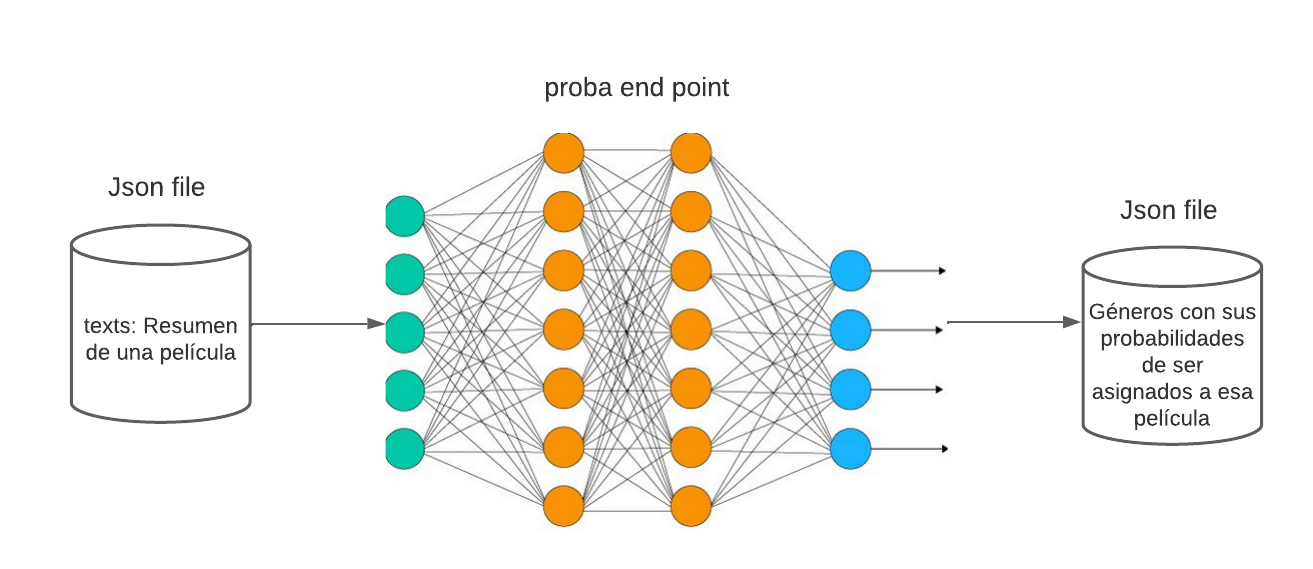 proba end point
Json file
texts: Resumen
de una película
Json file
Géneros con sus
probabilidades
de ser
asignados a esa
película